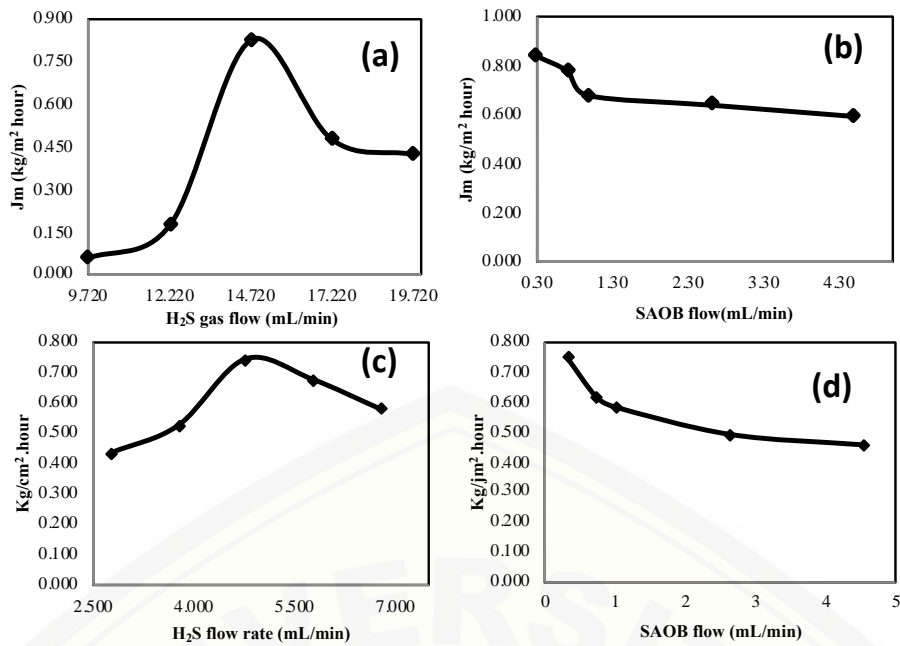 (a)
0.900
0.750
0.600
0.450
0.300
0.150
0.000
Jm (kg/m² hour)
9.720 12.220 14.720 17.220 19.720
H₂S gas flow (mL/min)
(b)
1.000
0.800
0.600
0.400
0.200
0.000
Jm (kg/m² hour)
0.30 1.30 2.30 3.30 4.30
SAOB flow(mL/min)
(c)
0.800
0.700
0.600
0.500
0.400
0.300
0.200
0.100
0.000
Kg/cm².hour
2.500 4.000 5.500 7.000
H₂S flow rate (mL/min)
(d)
0.800
0.700
0.600
0.500
0.400
0.300
0.200
0.100
0.000
Kg/jm².hour
0 1 2 3 4 5
SAOB flow (mL/min)